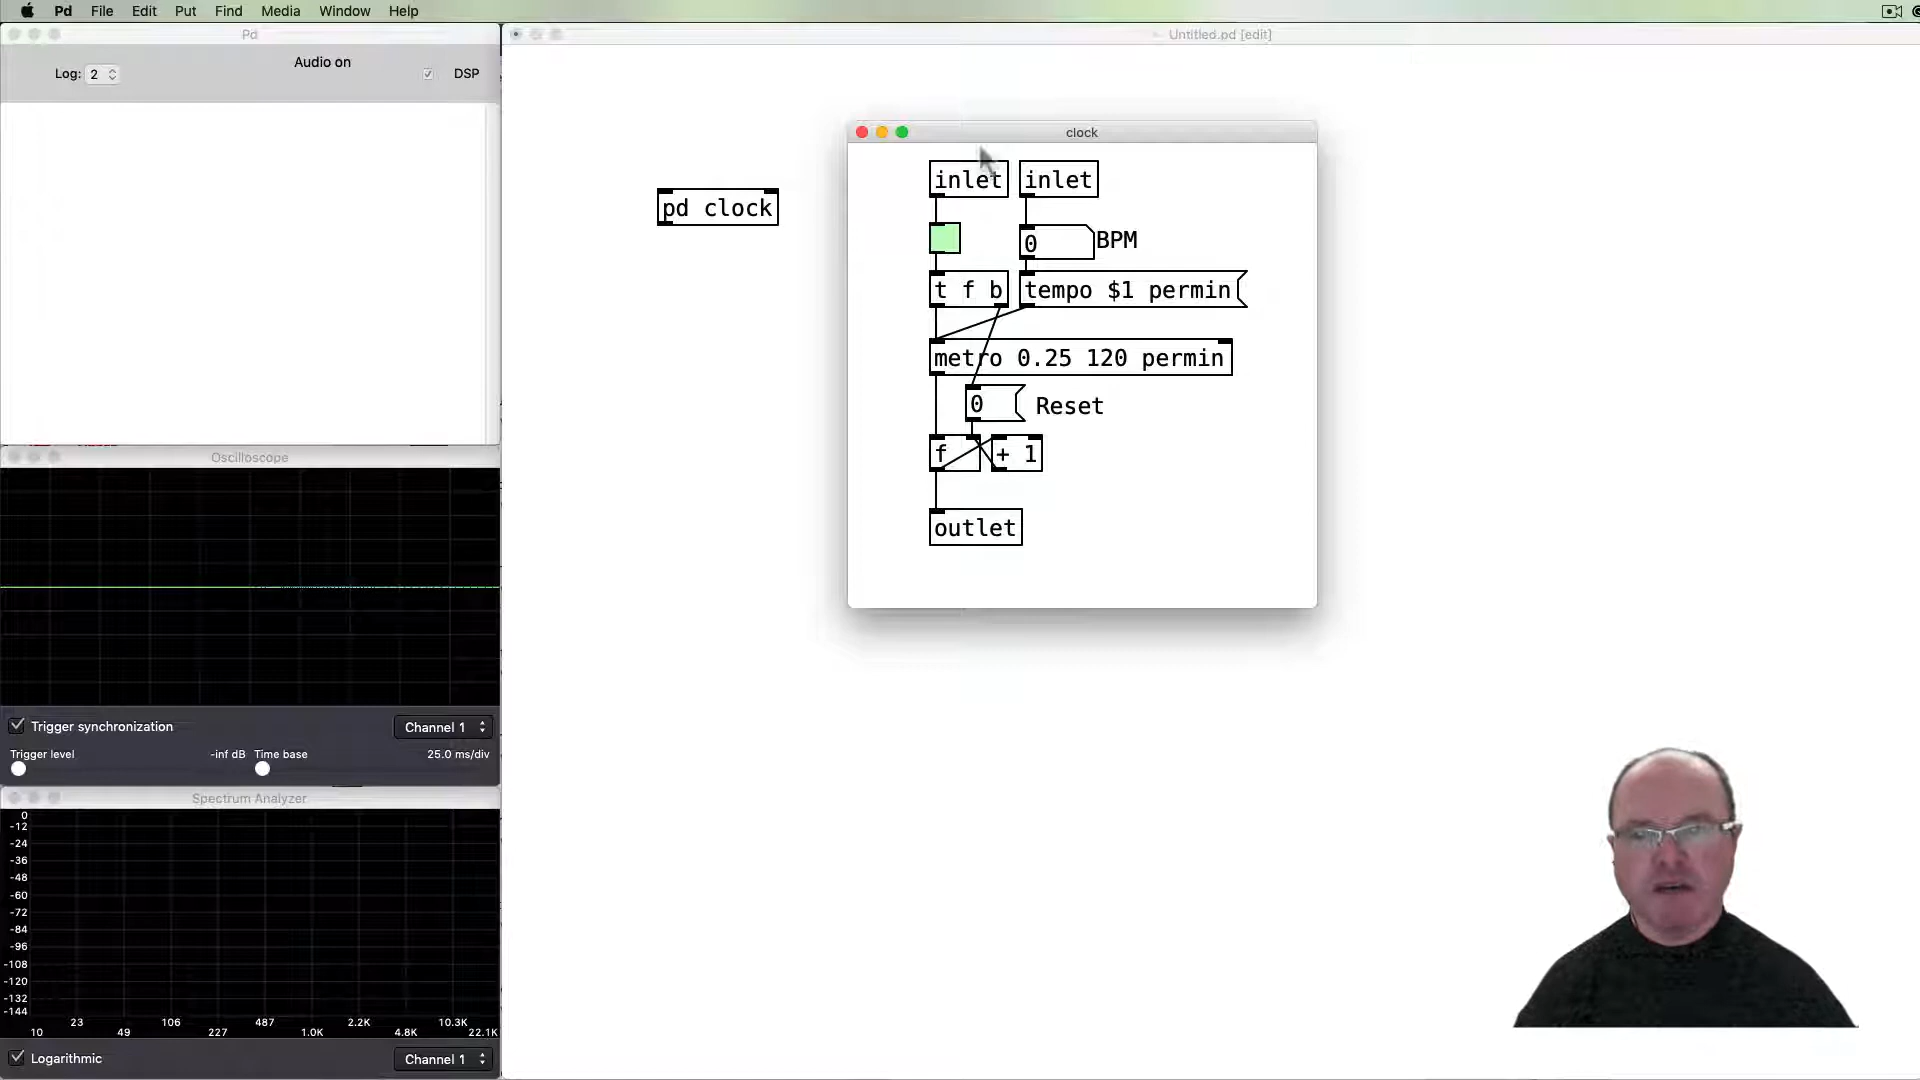 Pd File Edit Put Find Media Window Help
Pd
Log: 2
Audio on
DSP
Untitled.pd [edit]
pd clock
clock
inlet
inlet
0
BPM
t f b
tempo $1 permin
metro 0.25 120 permin
0
Reset
f
+ 1
outlet
Oscilloscope
Trigger synchronization
Channel 1
Trigger level
-inf dB
Time base
25.0 ms/div
Spectrum Analyzer
0
-12
-24
-36
-48
-60
-72
-84
-96
-108
-120
-132
-144
23 106 487 2.2K 10.3K
10 49 227 1.0K 4.8K 22.1K
Logarithmic
Channel 1